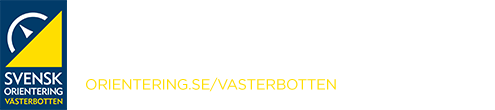 SVENSK
ORIENTERING
VÄSTERBOTTEN
ORIENTERING.SE/VASTERBOTTEN